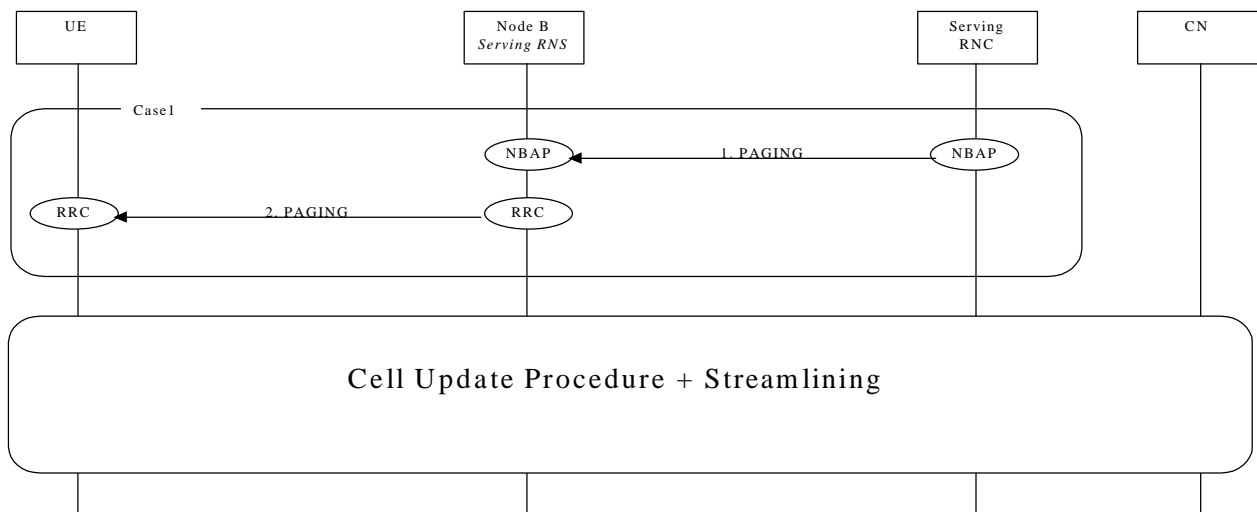 UE
Node B
Serving RNS
Serving
RNC
CN
Case1
NBAP
1. PAGING
NBAP
RRC
2. PAGING
RRC
Cell Update Procedure + Streamlining